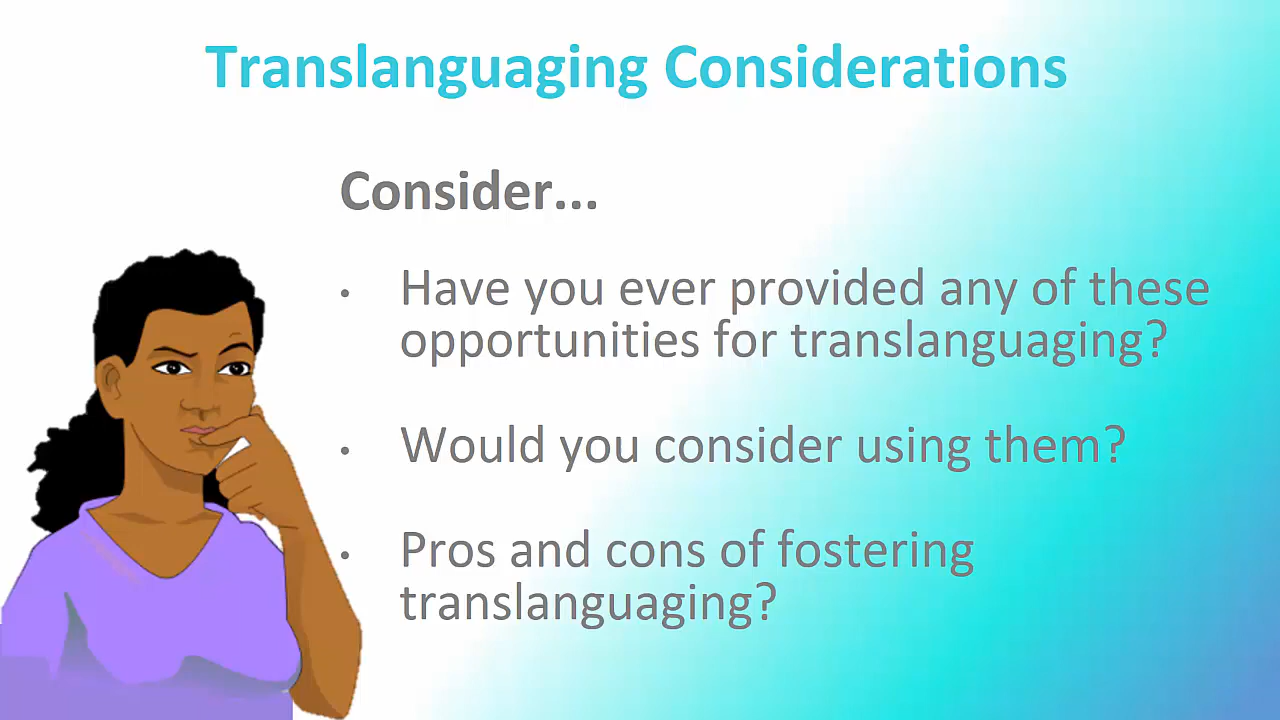 Translanguaging Considerations
Consider...
• Have you ever provided any of these
opportunities for translanguaging?
• Would you consider using them?
• Pros and cons of fostering
translanguaging?